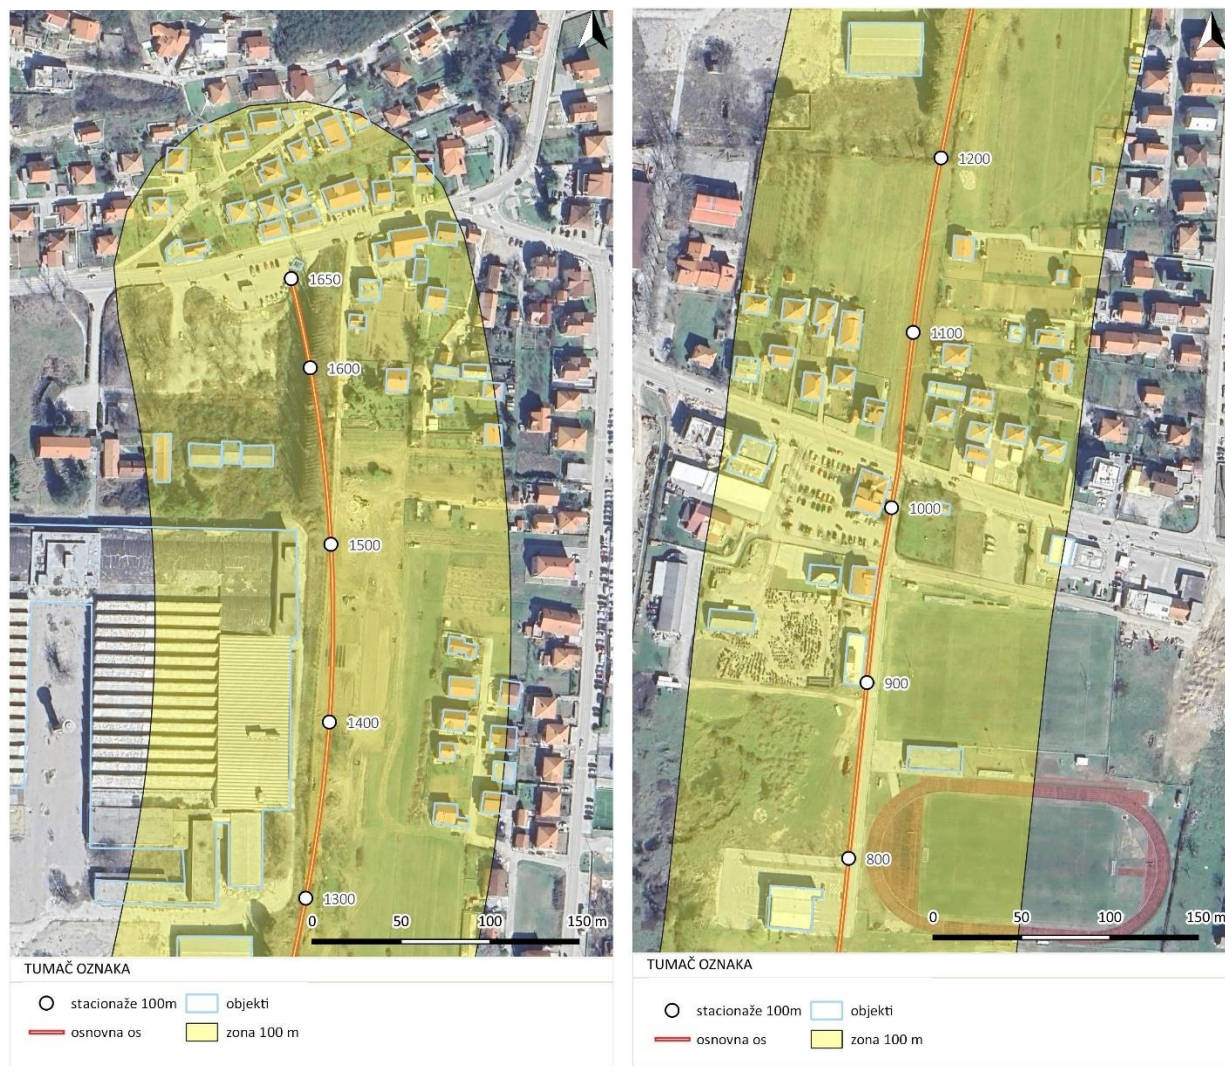 1650
1600
1500
1400
1300
0 50 100 150 m
TUMAČ OZNAKA
stacionaže 100m objekti
osnovna os zona 100 m
1200
1100
1000
900
800
0 50 100 150 m
TUMAČ OZNAKA
stacionaže 100m objekti
osnovna os zona 100 m